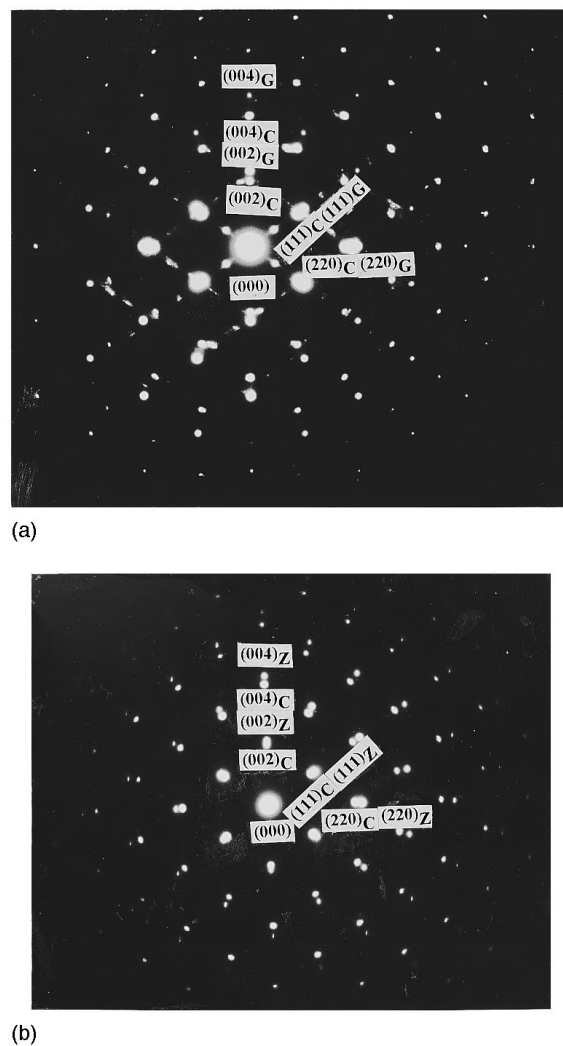 (004)G
(004)C
(002)G
(002)C
(111)C(111)G
(220)C (220)G
(000)
(a)
(004)Z
(004)C
(002)Z
(002)C
(111)C (111)Z
(220)C (220)Z
(000)
(b)